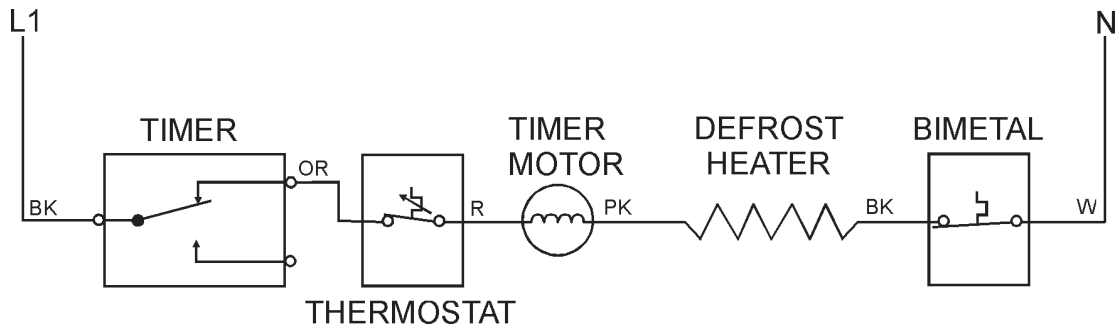 L1
N
TIMER
TIMER
MOTOR
DEFROST
HEATER
BIMETAL
OR
BK
R
PK
BK
W
THERMOSTAT